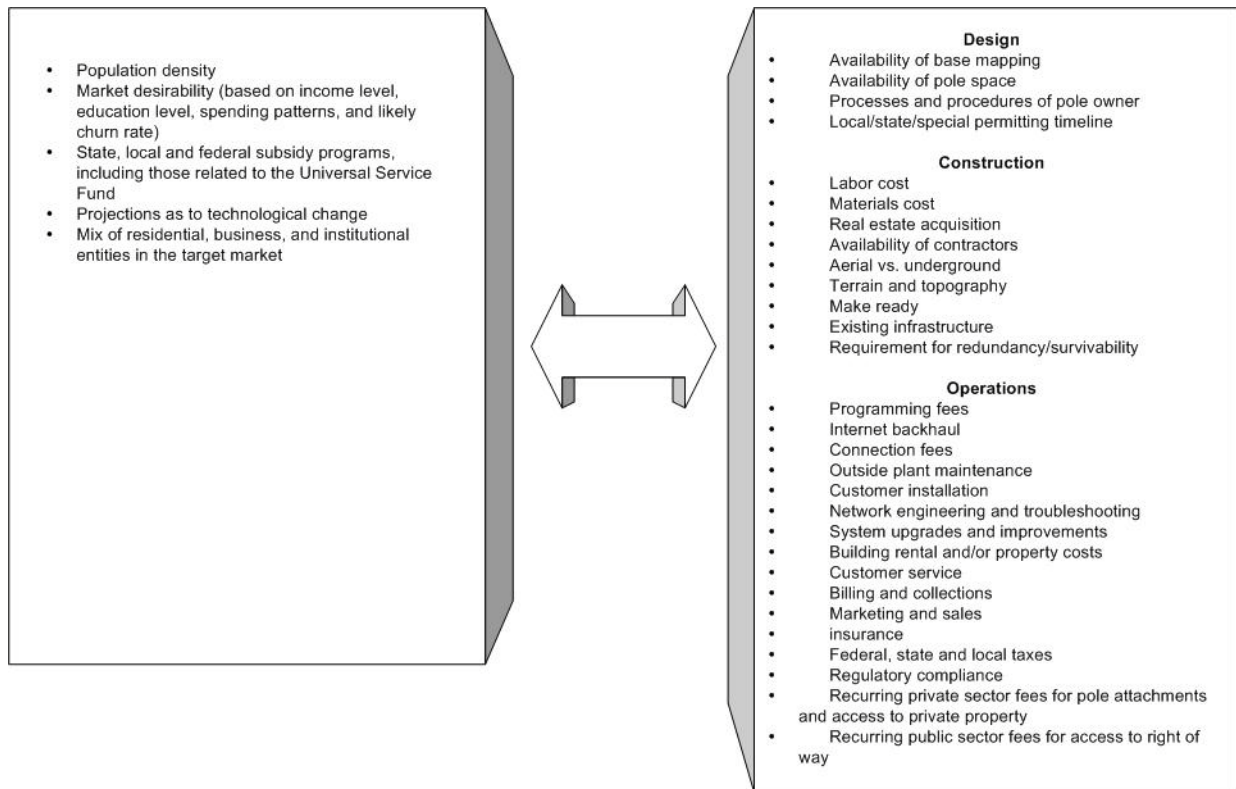 • Population density
• Market desirability (based on income level,
education level, spending patterns, and likely
churn rate)
• State, local and federal subsidy programs,
including those related to the Universal Service
Fund
• Projections as to technological change
• Mix of residential, business, and institutional
entities in the target market
Design
• Availability of base mapping
• Availability of pole space
• Processes and procedures of pole owner
• Local/state/special permitting timeline
Construction
• Labor cost
• Materials cost
• Real estate acquisition
• Availability of contractors
• Aerial vs. underground
• Terrain and topography
• Make ready
• Existing infrastructure
• Requirement for redundancy/survivability
Operations
• Programming fees
• Internet backhaul
• Connection fees
• Outside plant maintenance
• Customer installation
• Network engineering and troubleshooting
• System upgrades and improvements
• Building rental and/or property costs
• Customer service
• Billing and collections
• Marketing and sales
• insurance
• Federal, state and local taxes
• Regulatory compliance
• Recurring private sector fees for pole attachments
and access to private property
• Recurring public sector fees for access to right of
way